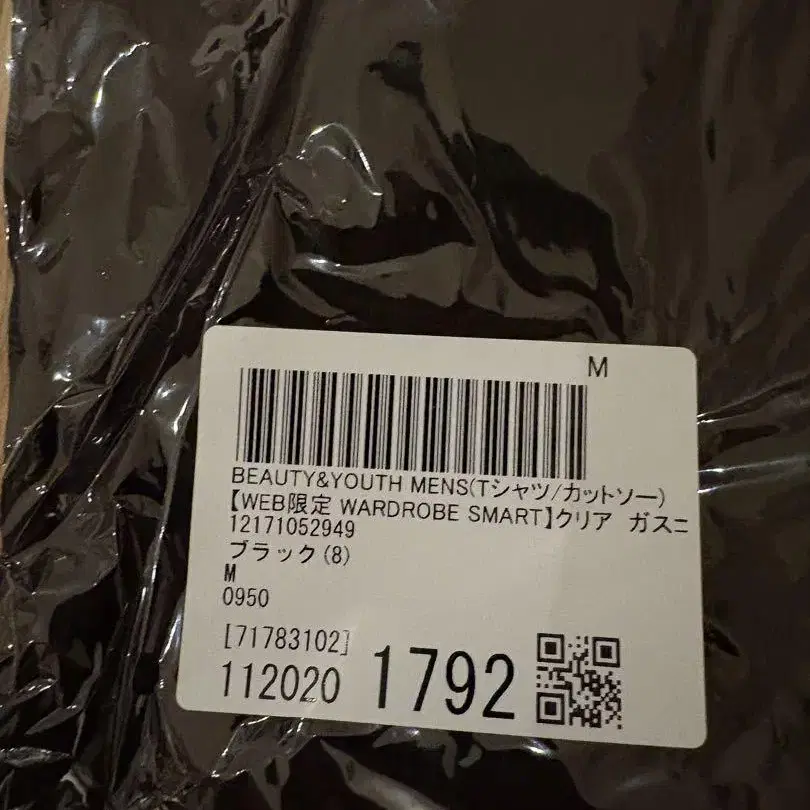 M
BEAUTY&YOUTH MENS(Tシャツ/カットソー)
【WEB限定 WARDROBE SMART】クリア ガスニ
12171052949
ブラック(8)
M
0950
[71783102]
112020 1792